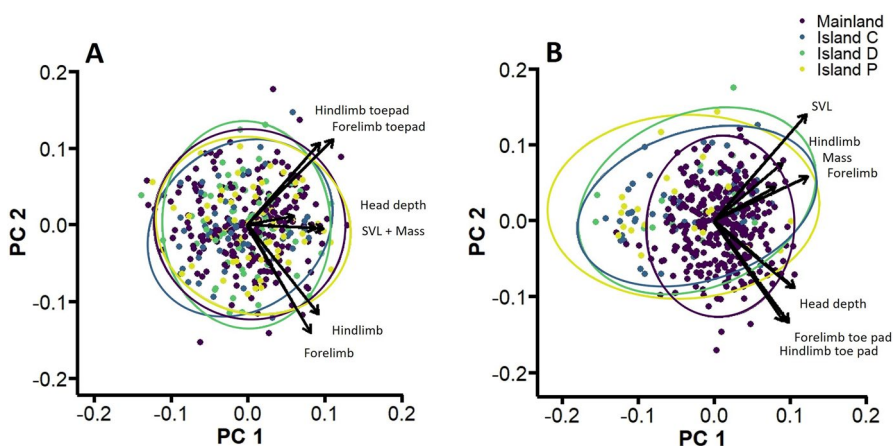 A
0.2
0.1
0.0
-0.1
-0.2
PC 2
-0.2
-0.1
0.0
0.1
0.2
PC 1
Hindlimb toepad
Forelimb toepad
Head depth
SVL + Mass
Hindlimb
Forelimb
B
Mainland
Island C
Island D
Island P
0.2
0.1
0.0
-0.1
-0.2
PC 2
-0.2
-0.1
0.0
0.1
0.2
PC 1
SVL
Hindlimb
Mass
Forelimb
Head depth
Forelimb toe pad
Hindlimb toe pad